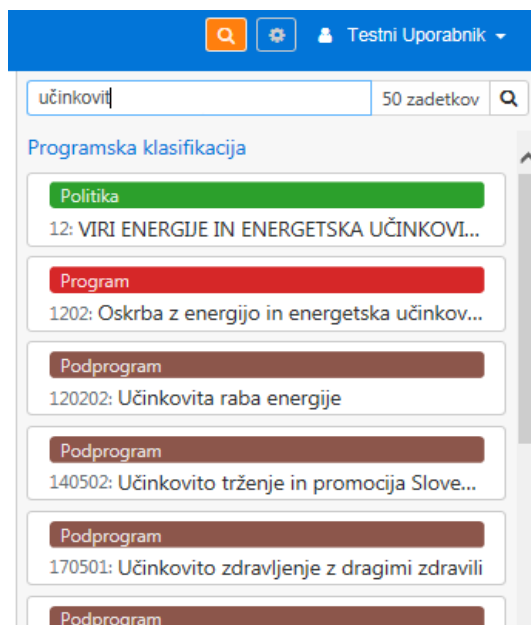 Testni Uporabnik
učinkovit 50 zadetkov
Programska klasifikacija
Politika
12: VIRI ENERGIJE IN ENERGETSKA UČINKOVI...
Program
1202: Oskrba z energijo in energetska učinkov...
Podprogram
120202: Učinkovita raba energije
Podprogram
140502: Učinkovito trženje in promocija Slove...
Podprogram
170501: Učinkovito zdravljenje z dragimi zdravili
Podprogram